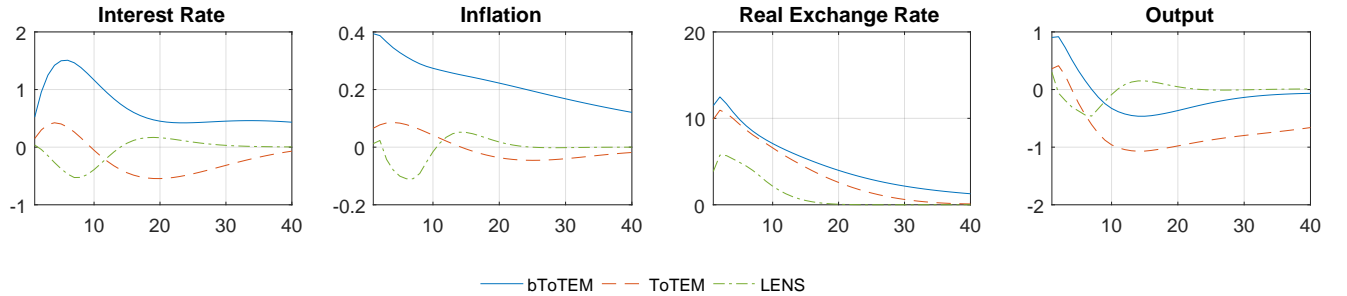 Interest Rate Inflation Real Exchange Rate Output
2 0.4 20 1
1 0.2 10 0
0 0 -1
-1 -0.2 0 -2
10 20 30 40 10 20 30 40 10 20 30 40 10 20 30 40
bToTEM ToTEM LENS